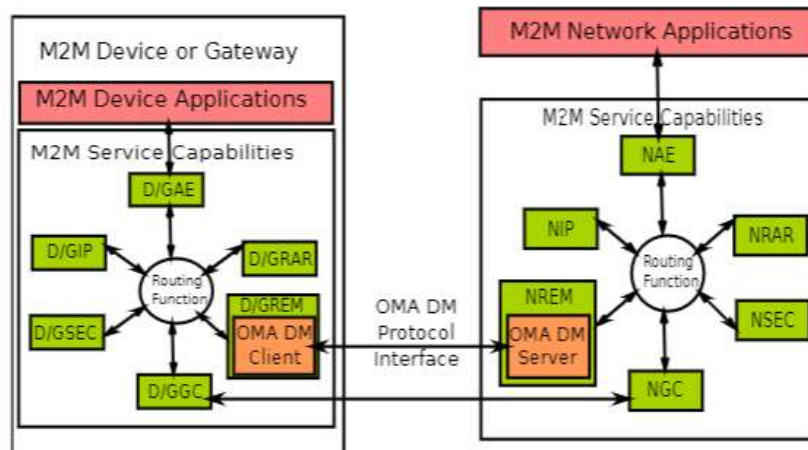 M2M Device or Gateway
M2M Device Applications
M2M Service Capabilities
D/GAE
D/GIP
D/GRAR
Routing
Function
D/GREM
OMA DM
Client
D/GSEC
D/GGC
OMA DM
Protocol
Interface
M2M Network Applications
M2M Service Capabilities
NAE
NIP
NRAR
Routing
Function
NREM
OMA DM
Server
NSEC
NGC